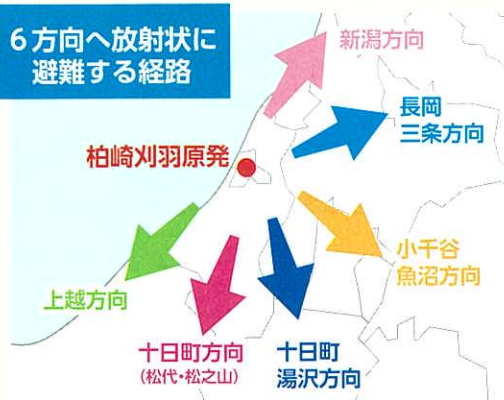 ６方向へ放射状に
避難する経路
新潟方向
長岡
三条方向
柏崎刈羽原発
小千谷
魚沼方向
上越方向
十日町方向
（松代・松之山）
十日町
湯沢方向